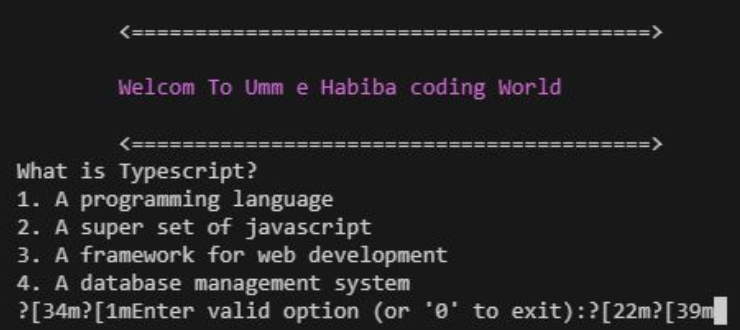 <=========================================>
Welcom To Umm e Habiba coding World
<=========================================>
What is Typescript?
1. A programming language
2. A super set of javascript
3. A framework for web development
4. A database management system
?[34m?[1mEnter valid option (or '0' to exit):?[22m?[39m